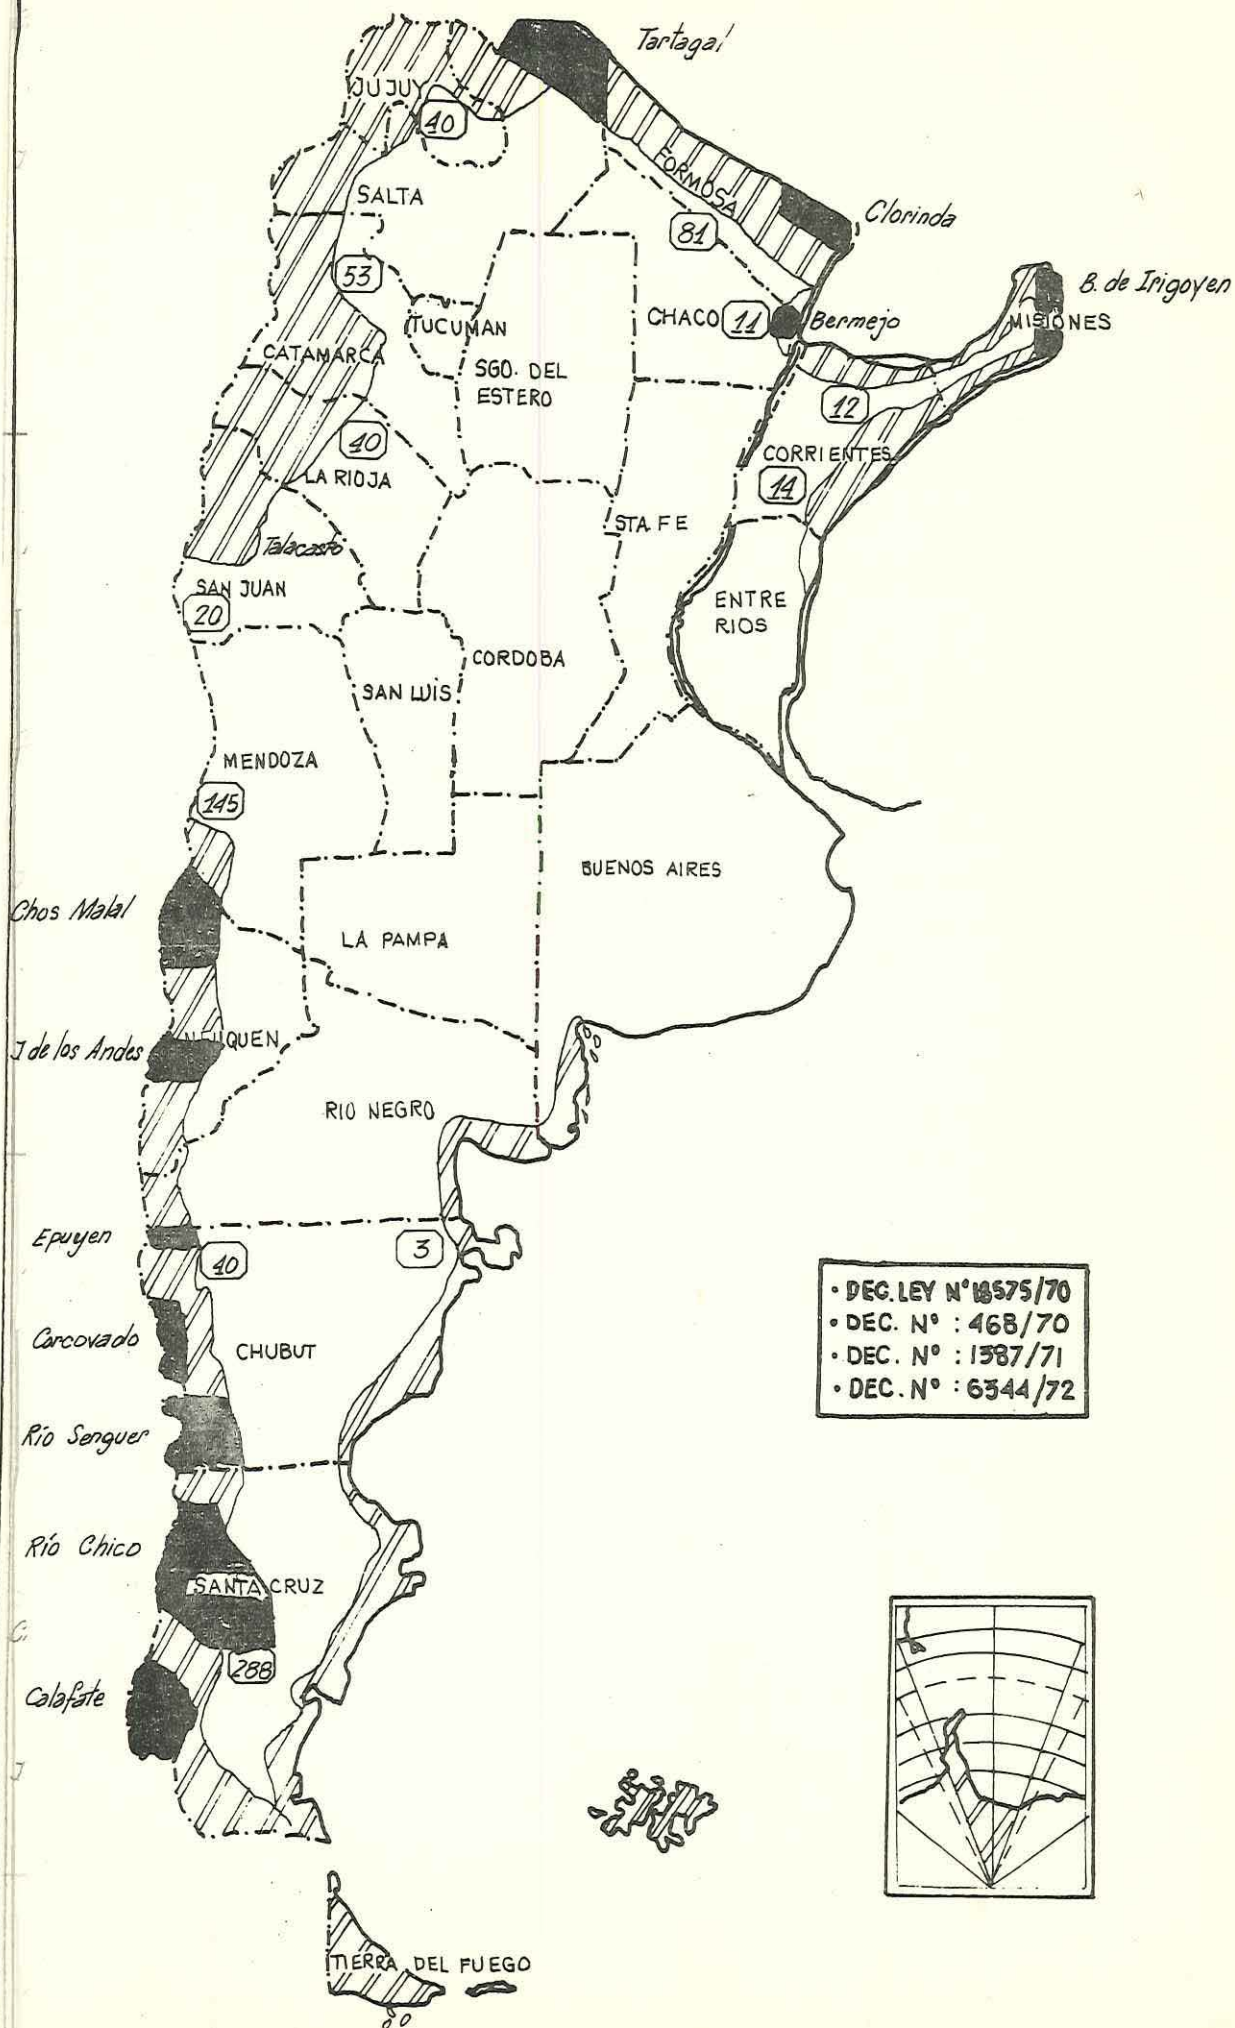 Tartagal
JUJUY
40
FORMOSA
SALTA
Clorinda
81
53
B. de Irigoyen
MISIONES
TUCUMAN
CHACO
11
Bermejo
CATAMARCA
SGO. DEL
ESTERO
12
40
CORRIENTES
LA RIOJA
14
STA. FE
Talacasto
SAN JUAN
20
ENTRE
RIOS
CORDOBA
SAN LUIS
MENDOZA
145
BUENOS AIRES
Chos Malal
LA PAMPA
NEUQUEN
J de los Andes
RIO NEGRO
Epuyen
40
3
• DEC. LEY Nº 18575/70
• DEC. Nº : 468/70
• DEC. Nº : 1387/71
• DEC. Nº : 6344/72
Corcovado
CHUBUT
Río Senguer
Río Chico
SANTA CRUZ
288
Calafate
TIERRA DEL FUEGO